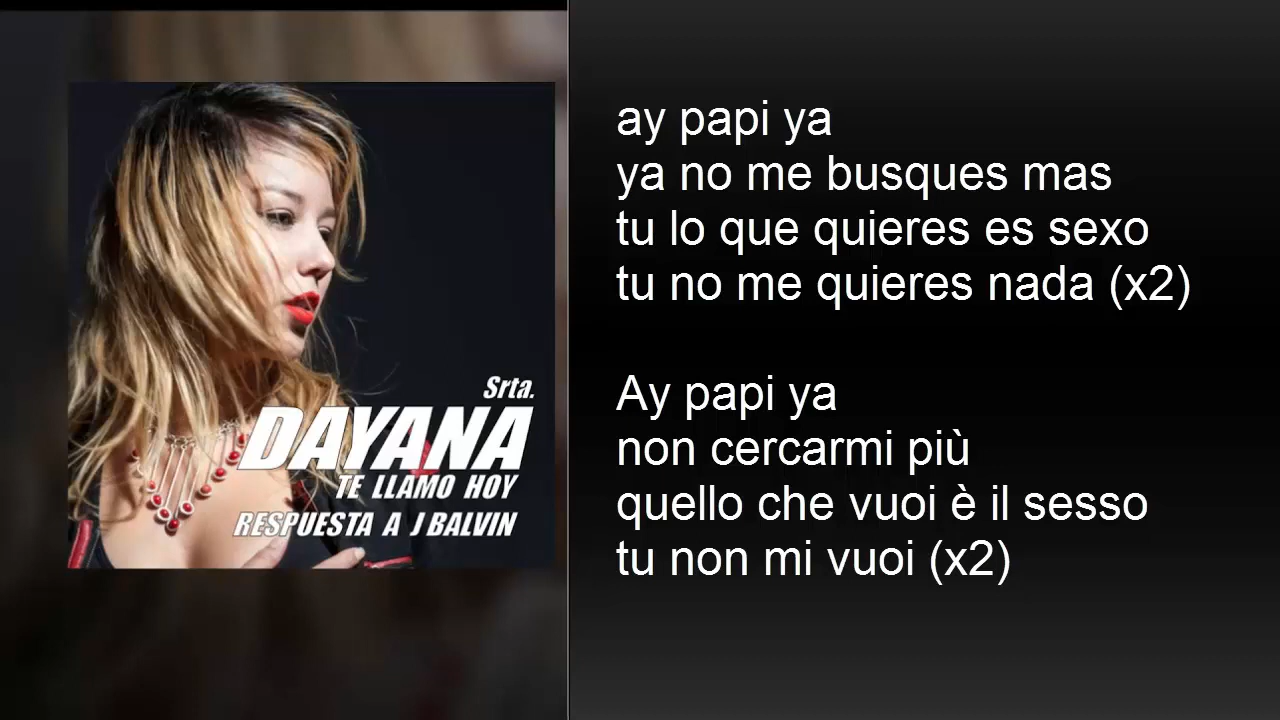 Srta.
DAYANA
TE LLAMO HOY
RESPUESTA A J BALVIN
ay papi ya
ya no me busques mas
tu lo que quieres es sexo
tu no me quieres nada (x2)
Ay papi ya
non cercarmi più
quello che vuoi è il sesso
tu non mi vuoi (x2)